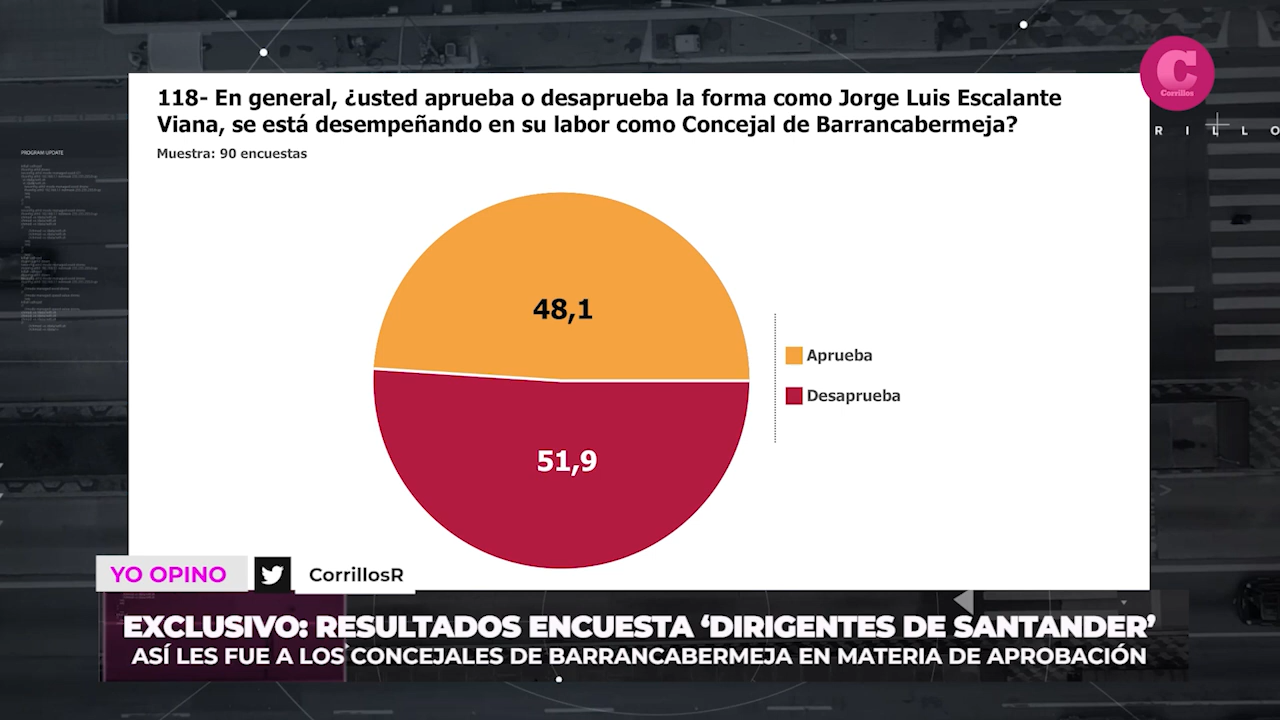 118- En general, ¿usted aprueba o desaprueba la forma como Jorge Luis Escalante
Viana, se está desempeñando en su labor como Concejal de Barrancabermeja?
Muestra: 90 encuestas
C
Corrillos
R I L L O
PROGRAM UPDATE
48,1
Aprueba
Desaprueba
51,9
YO OPINO
CorrillosR
EXCLUSIVO: RESULTADOS ENCUESTA ‘DIRIGENTES DE SANTANDER’
ASÍ LES FUE A LOS CONCEJALES DE BARRANCABERMEJA EN MATERIA DE APROBACIÓN